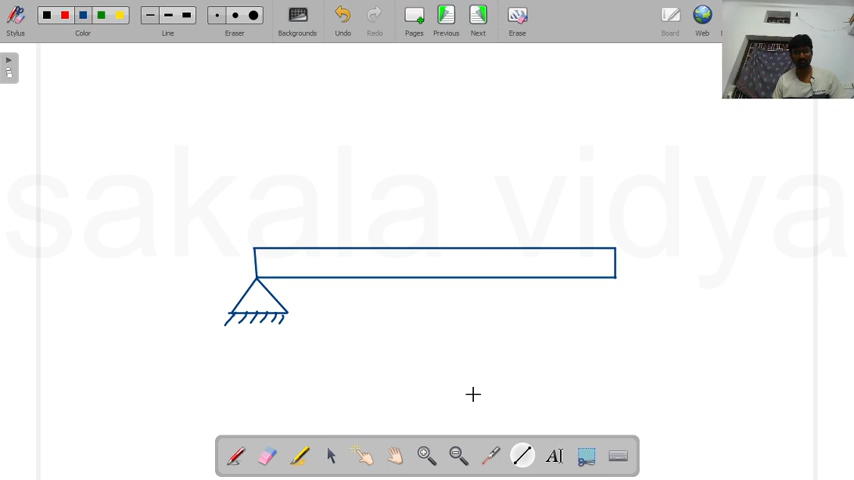 Stylus
Color
Line
Eraser
Backgrounds
Undo
Redo
Pages
Previous
Next
Erase
Board
Web
sakala vidya